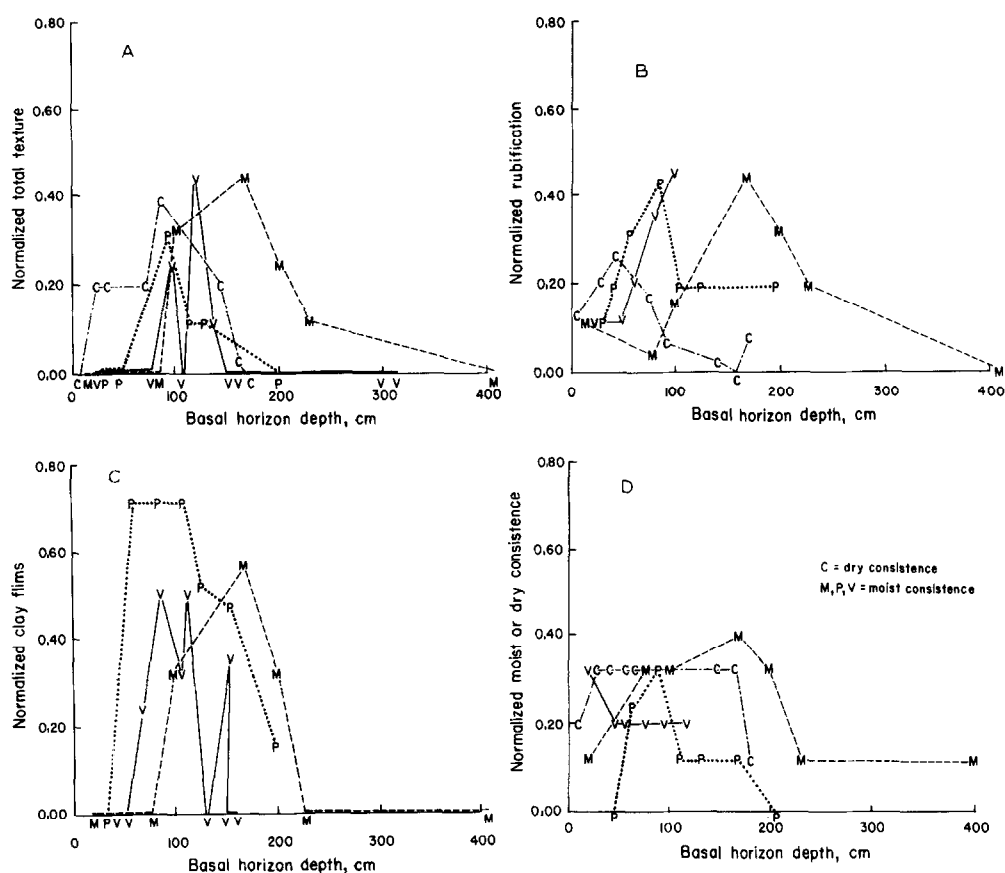 A
Normalized total texture
0.80
0.60
0.40
0.20
0.00
C M V P P V M V V V C P V V M
0 100 200 300 400
Basal horizon depth, cm
B
Normalized rubification
0.80
0.60
0.40
0.20
0.00
0 100 200 300 400
Basal horizon depth, cm
C
Normalized clay films
0.80
0.60
0.40
0.20
0.00
M P V V M V V V M M
0 100 200 300 400
Basal horizon depth, cm
D
Normalized moist or dry consistence
0.80
0.60
0.40
0.20
0.00
C = dry consistence
M, P, V = moist consistence
0 100 200 300 400
Basal horizon depth, cm